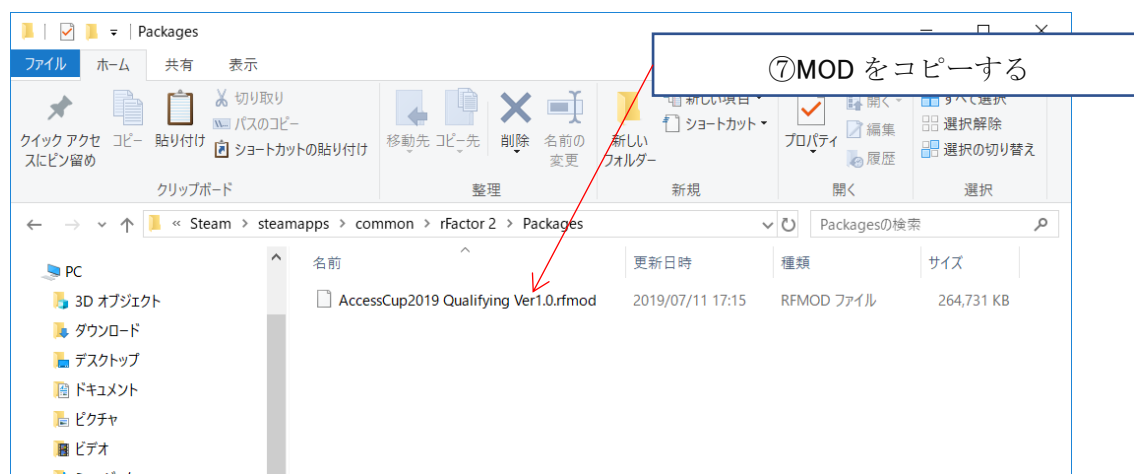 Packages
⑦MOD をコピーする
ファイル ホーム 共有 表示
クイック アクセスにピン留め
コピー
貼り付け
切り取り
パスのコピー
ショートカットの貼り付け
クリップボード
移動先
コピー先
削除
名前の変更
整理
新しいフォルダー
新しい項目
ショートカット
新規
プロパティ
開く
編集
履歴
開く
すべて選択
選択解除
選択の切り替え
選択
« Steam › steamapps › common › rFactor 2 › Packages
Packagesの検索
PC
3D オブジェクト
ダウンロード
デスクトップ
ドキュメント
ピクチャ
ビデオ
名前 更新日時 種類 サイズ
AccessCup2019 Qualifying Ver1.0.rfmod 2019/07/11 17:15 RFMOD ファイル 264,731 KB